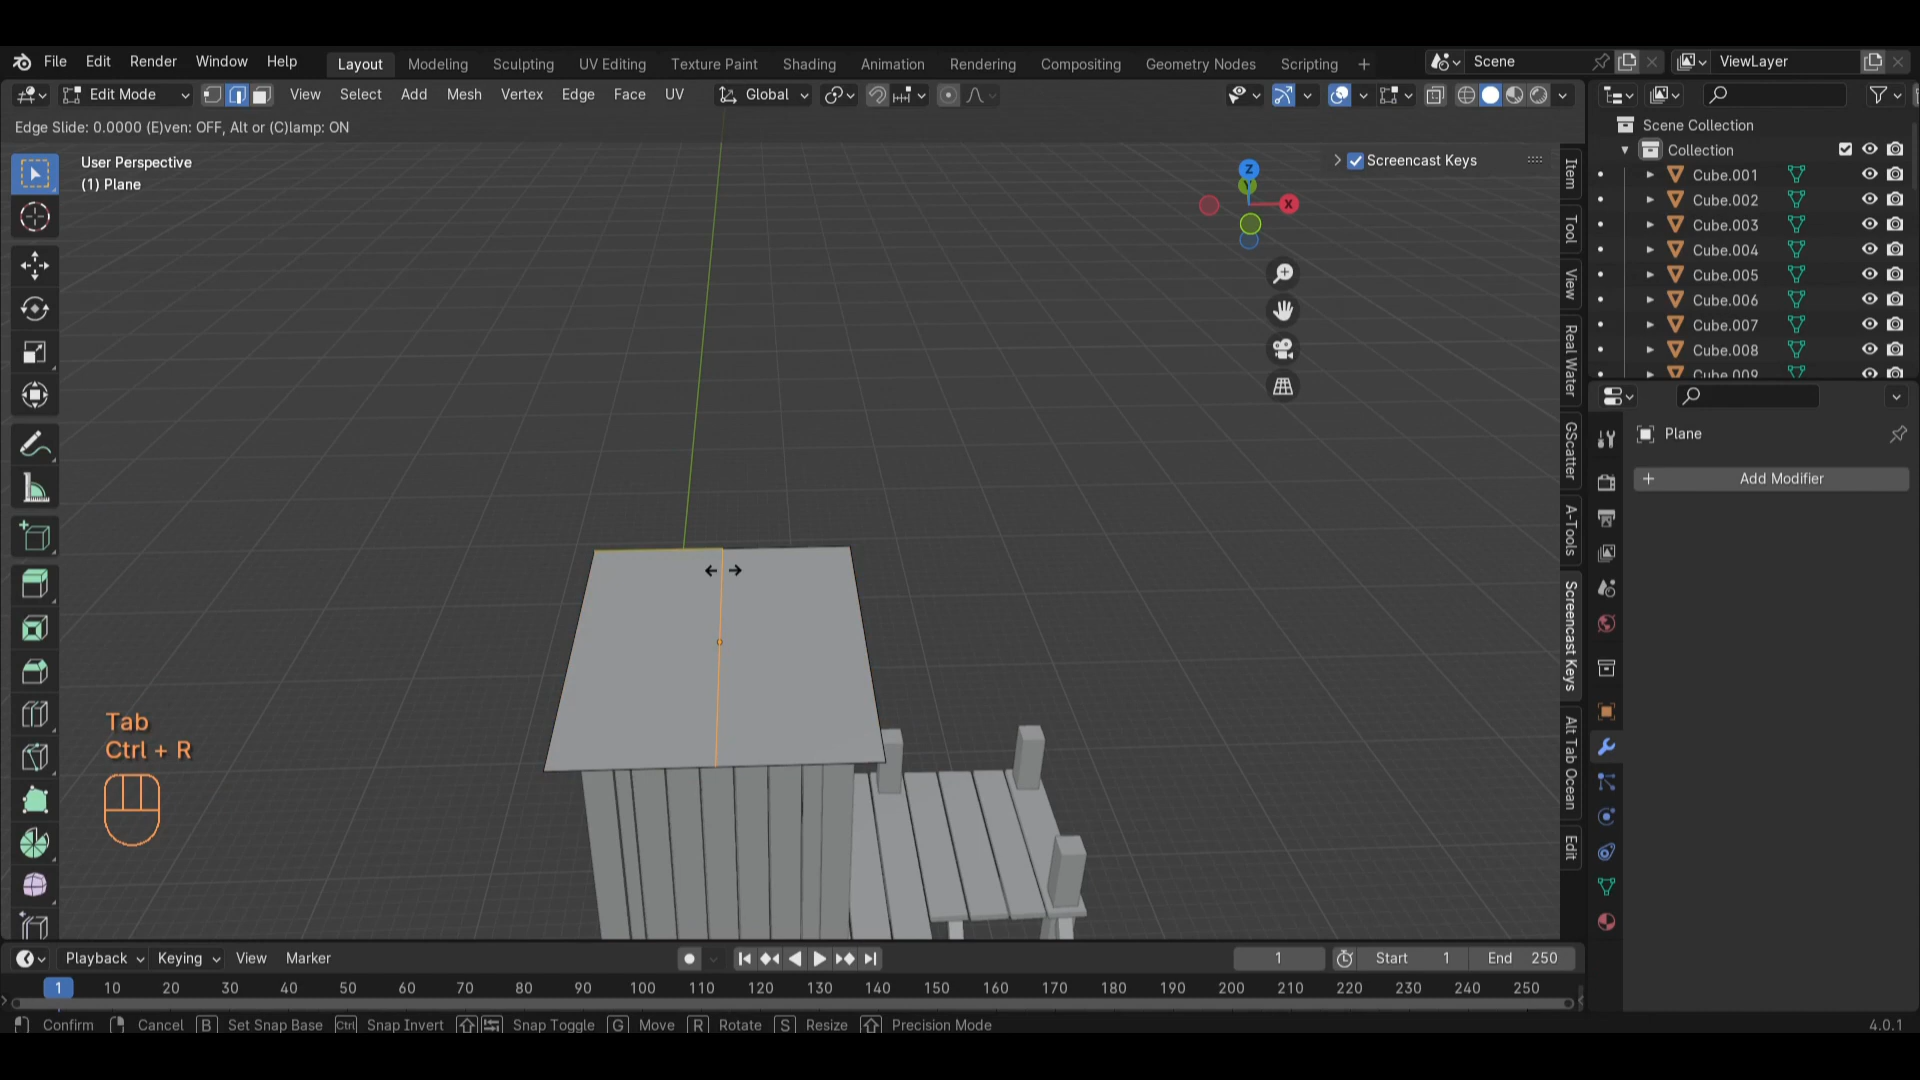 File Edit Render Window Help Layout Modeling Sculpting UV Editing Texture Paint Shading Animation Rendering Compositing Geometry Nodes Scripting + Scene ViewLayer
Edit Mode View Select Add Mesh Vertex Edge Face UV Global
Edge Slide: 0.0000 (E)ven: OFF, Alt or (C)lamp: ON
User Perspective
(1) Plane
Screencast Keys
Z
X
Item
Tool
View
Real Water
GScatter
A-Tools
Screencast Keys
Alt Tab Ocean
Edit
Scene Collection
Collection
Cube.001
Cube.002
Cube.003
Cube.004
Cube.005
Cube.006
Cube.007
Cube.008
Cube.009
Plane
+ Add Modifier
Tab
Ctrl + R
Playback Keying View Marker 1 Start 1 End 250
1 10 20 30 40 50 60 70 80 90 100 110 120 130 140 150 160 170 180 190 200 210 220 230 240 250
Confirm Cancel B Set Snap Base Ctrl Snap Invert Snap Toggle G Move R Rotate S Resize Precision Mode 4.0.1